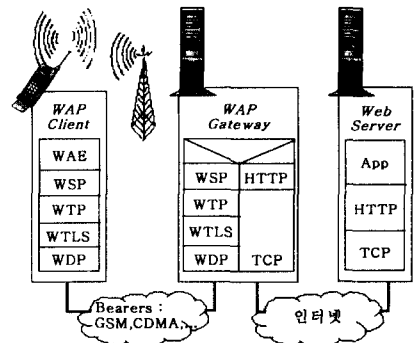 WAP
Client
WAE
WSP
WTP
WTLS
WDP
WAP
Gateway
WSP HTTP
WTP
WTLS
WDP TCP
Web
Server
App
HTTP
TCP
Bearers :
GSM,CDMA,...
인터넷